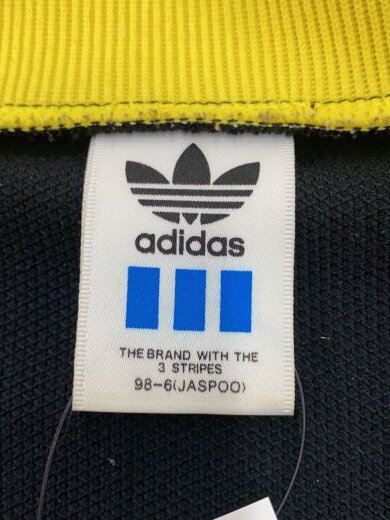 adidas
THE BRAND WITH THE
3 STRIPES
98-6(JASPOO)